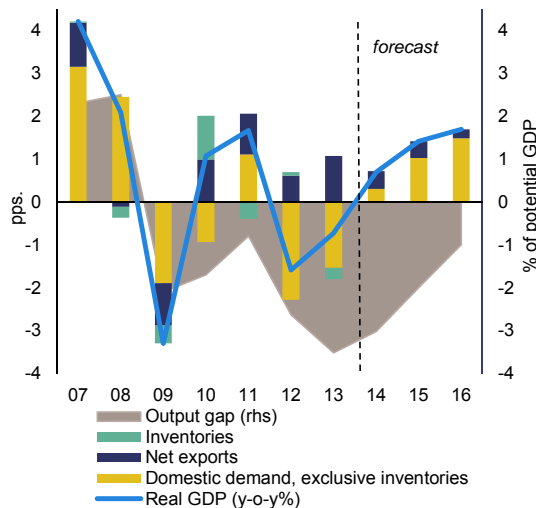 forecast
4
3
2
1
0
-1
-2
-3
-4
pps.
4
3
2
1
0
-1
-2
-3
-4
% of potential GDP
07 08 09 10 11 12 13 14 15 16
Output gap (rhs)
Inventories
Net exports
Domestic demand, exclusive inventories
Real GDP (y-o-y%)